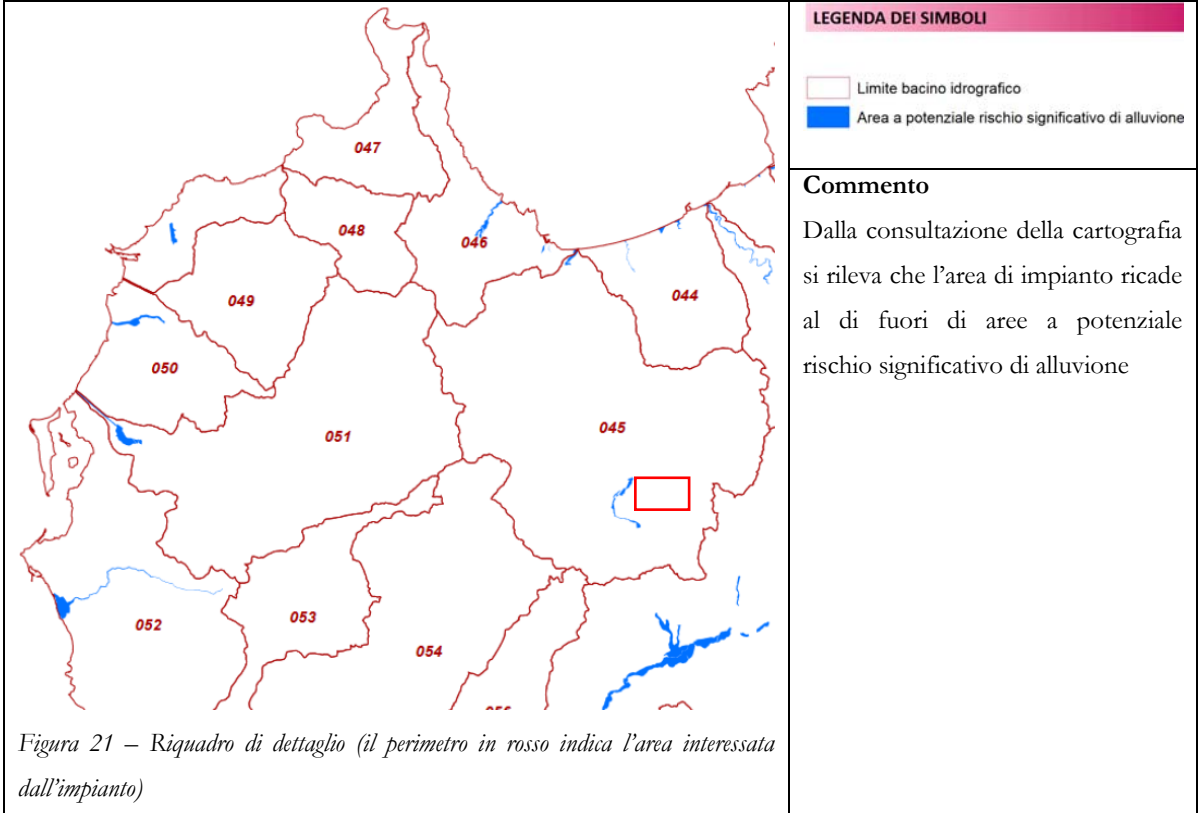 047
048
046
049
044
050
051
045
052
053
054
Figura 21 – Riquadro di dettaglio (il perimetro in rosso indica l'area interessata
dall'impianto)
LEGENDA DEI SIMBOLI
Limite bacino idrografico
Area a potenziale rischio significativo di alluvione
Commento
Dalla consultazione della cartografia
si rileva che l'area di impianto ricade
al di fuori di aree a potenziale
rischio significativo di alluvione